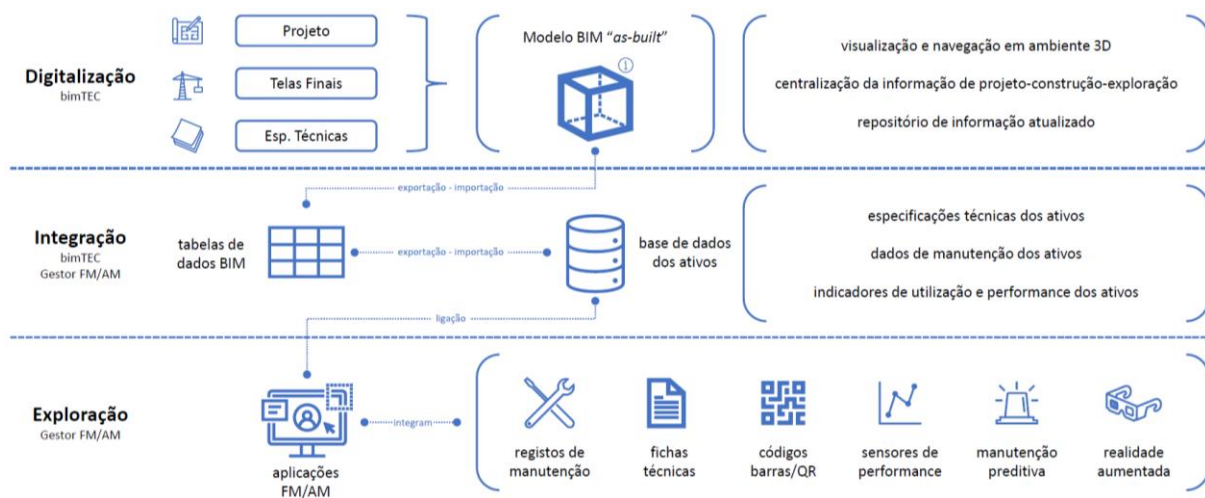 Digitalização
bimTEC
Projeto
Telas Finais
Esp. Técnicas
Modelo BIM “as-built”
visualização e navegação em ambiente 3D
centralização da informação de projeto-construção-exploração
repositório de informação atualizado
exportação - importação
Integração
bimTEC
Gestor FM/AM
tabelas de
dados BIM
exportação - importação
base de dados
dos ativos
especificações técnicas dos ativos
dados de manutenção dos ativos
indicadores de utilização e performance dos ativos
ligação
Exploração
Gestor FM/AM
aplicações
FM/AM
integram
registos de
manutenção
fichas
técnicas
códigos
barras/QR
sensores de
performance
manutenção
preditiva
realidade
aumentada